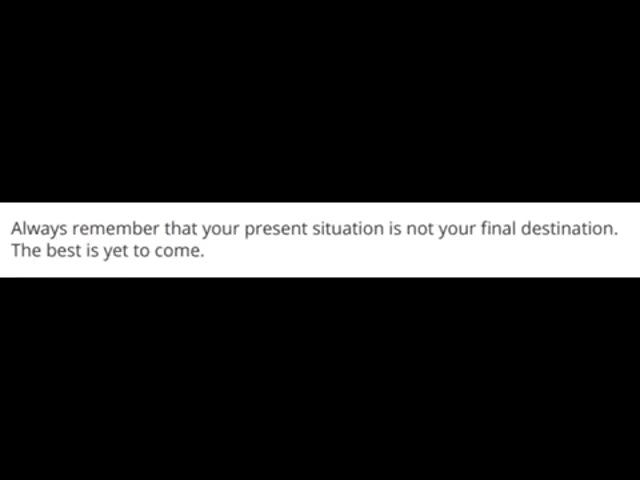 Always remember that your present situation is not your final destination.
The best is yet to come.